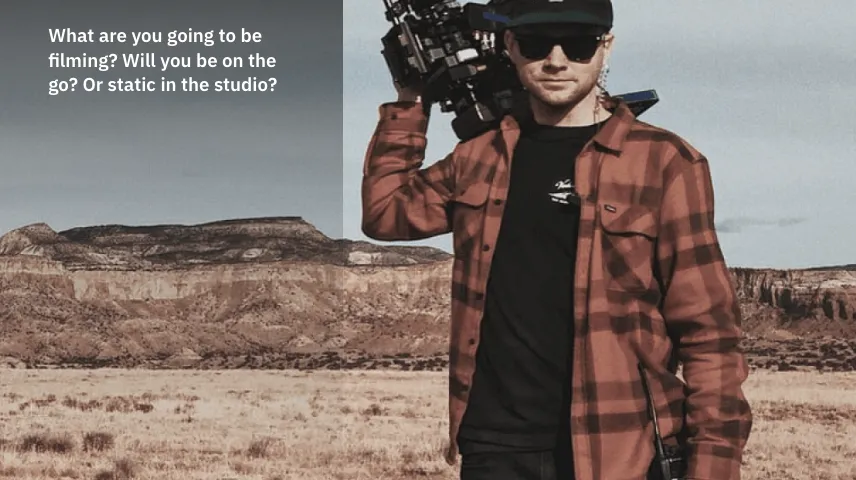 What are you going to be
filming? Will you be on the
go? Or static in the studio?